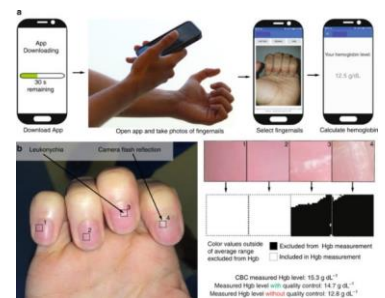 a
App
Downloading
30 s
remaining
Your hemoglobin level:
12.5 g/dL
Download App
Open app and take photos of fingernails
Select fingernails
Calculate hemoglobin
b
Leukonychia
Camera flash reflection
1
2
3
4
1
2
3
4
Color values outside
of average range
excluded from Hgb
Excluded from Hgb measurement
Included in Hgb measurement
CBC measured Hgb level: 15.3 g dL⁻¹
Measured Hgb level with quality control: 14.7 g dL⁻¹
Measured Hgb level without quality control: 12.8 g dL⁻¹